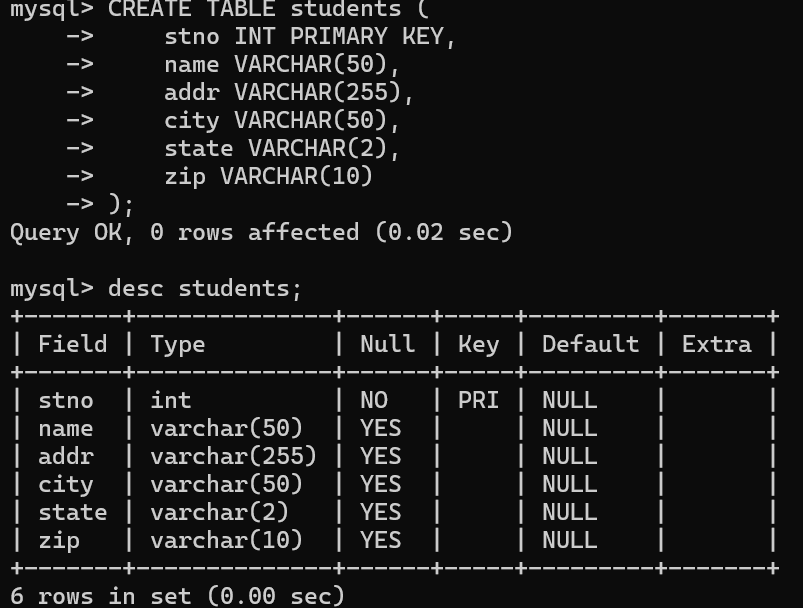 mysql> CREATE TABLE students (
    ->     stno INT PRIMARY KEY,
    ->     name VARCHAR(50),
    ->     addr VARCHAR(255),
    ->     city VARCHAR(50),
    ->     state VARCHAR(2),
    ->     zip VARCHAR(10)
    -> );
Query OK, 0 rows affected (0.02 sec)

mysql> desc students;
+-------+--------------+------+-----+---------+-------+
| Field | Type         | Null | Key | Default | Extra |
+-------+--------------+------+-----+---------+-------+
| stno  | int          | NO   | PRI | NULL    |       |
| name  | varchar(50)  | YES  |     | NULL    |       |
| addr  | varchar(255) | YES  |     | NULL    |       |
| city  | varchar(50)  | YES  |     | NULL    |       |
| state | varchar(2)   | YES  |     | NULL    |       |
| zip   | varchar(10)  | YES  |     | NULL    |       |
+-------+--------------+------+-----+---------+-------+
6 rows in set (0.00 sec)